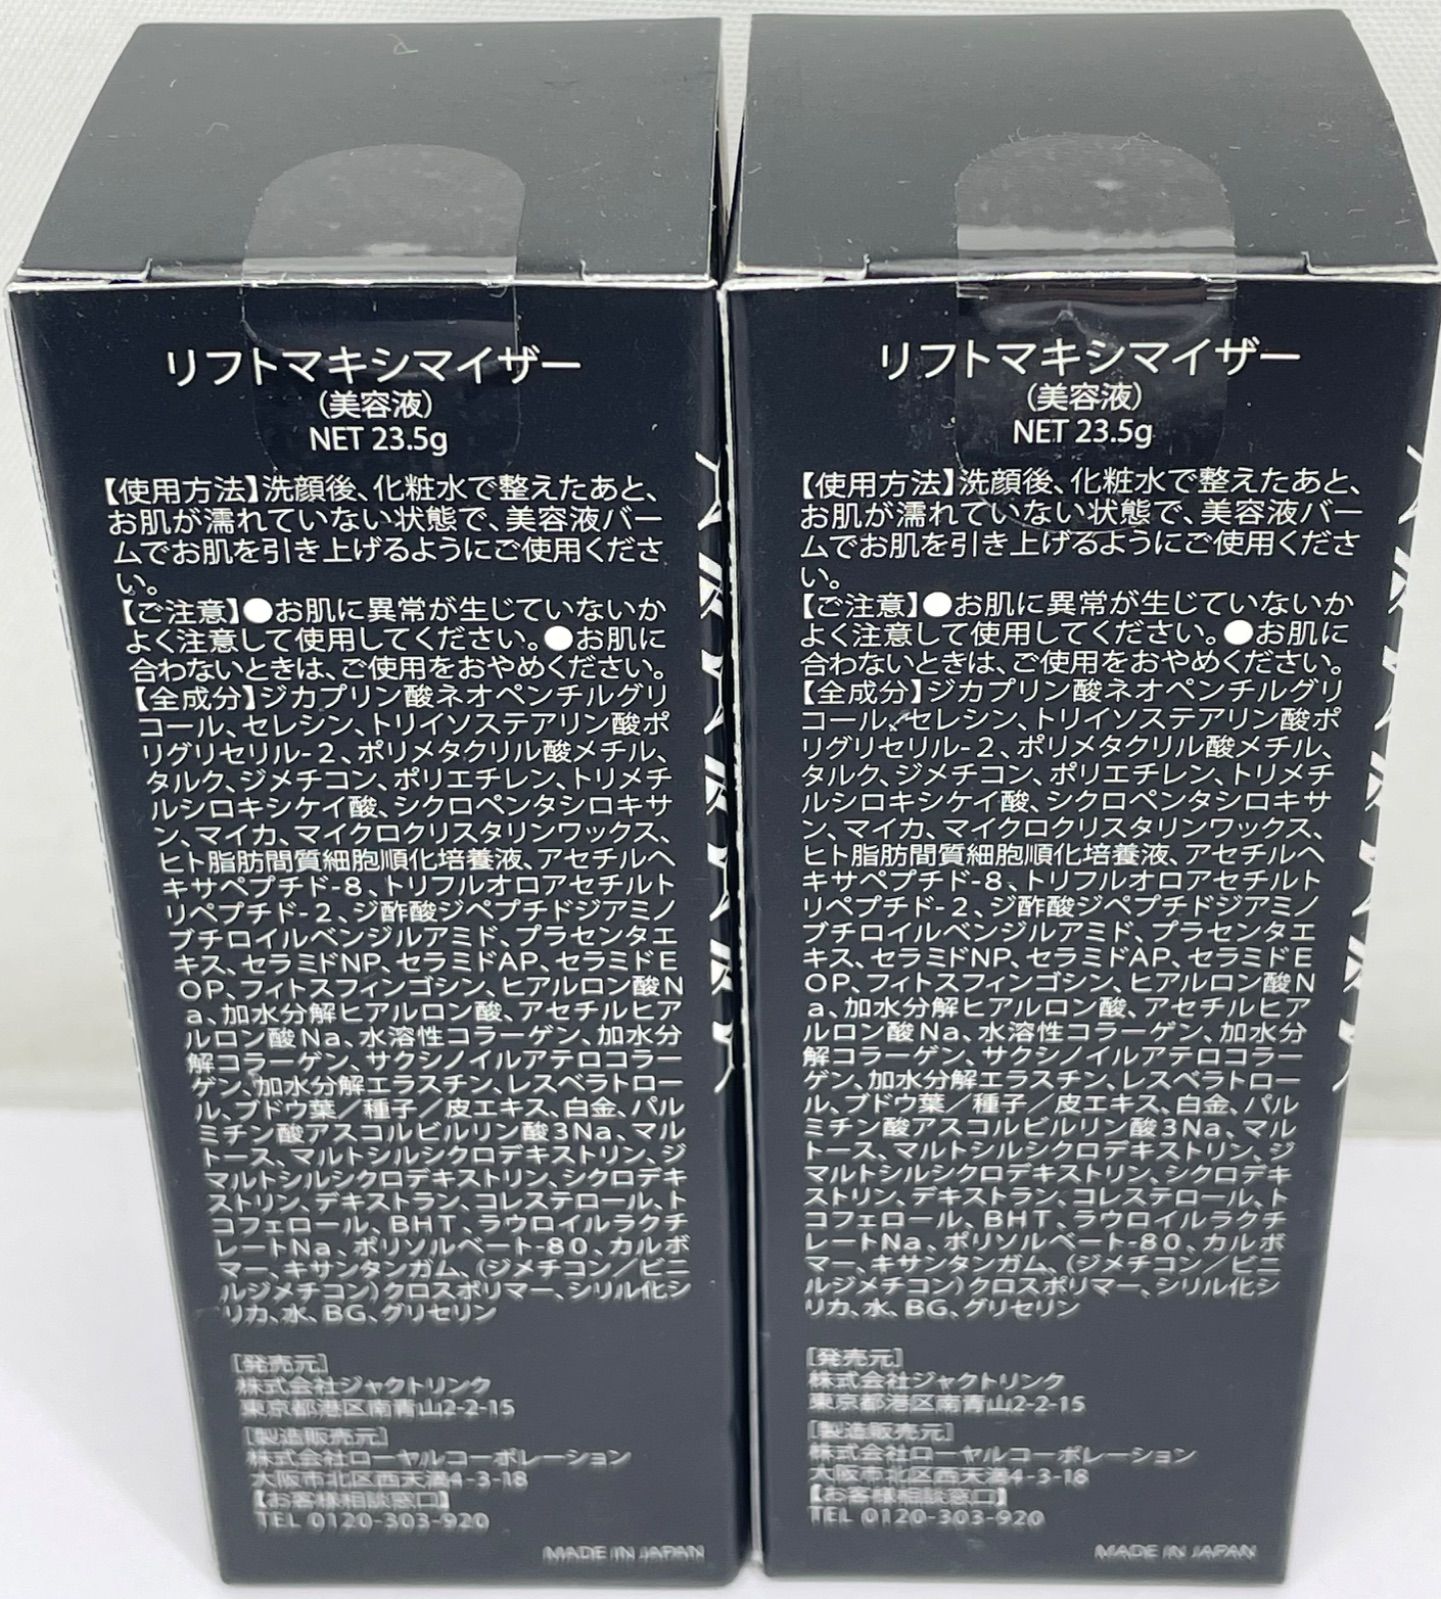 リフトマキシマイザー
(美容液)
NET 23.5g
【使用方法】洗顔後、化粧水で整えたあと、
お肌が濡れていない状態で、美容液バー
ムでお肌を引き上げるようにご使用くださ
い。
【ご注意】●お肌に異常が生じていないか
よく注意して使用してください。●お肌に
合わないときは、ご使用をおやめください。
【全成分】ジカプリン酸ネオペンチルグリ
コール、セレシン、トリイソステアリン酸ポ
リグリセリル-2、ポリメタクリル酸メチル、
タルク、ジメチコン、ポリエチレン、トリメチ
ルシロキシケイ酸、シクロペンタシロキサ
ン、マイカ、マイクロクリスタリンワックス、
ヒト脂肪間質細胞順化培養液、アセチルヘ
キサペプチド-8、トリフルオロアセチルト
リペプチド-2、ジ酢酸ジペプチドジアミノ
ブチロイルベンジルアミド、プラセンタエ
キス、セラミドNP、セラミドAP、セラミドE
OP、フィトスフィンゴシン、ヒアルロン酸N
a、加水分解ヒアルロン酸、アセチルヒア
ルロン酸Na、水溶性コラーゲン、加水分
解コラーゲン、サクシノイルアテロコラー
ゲン、加水分解エラスチン、レスベラトロー
ル、ブドウ葉／種子／皮エキス、白金、パル
ミチン酸アスコルビルリン酸3Na、マル
トース、マルトシルシクロデキストリン、ジ
マルトシルシクロデキストリン、シクロデキ
ストリン、デキストラン、コレステロール、ト
コフェロール、BHT、ラウロイルラクチ
レートNa、ポリソルベート-80、カルボ
マー、キサンタンガム、(ジメチコン／ビニ
ルジメチコン)クロスポリマー、シリル化シ
リカ、水、BG、グリセリン
[発売元]
株式会社ジャクトリンク
東京都港区南青山2-2-15
[製造販売元]
株式会社ローヤルコーポレーション
大阪市北区西天満4-3-18
【お客様相談窓口】
TEL 0120-303-920
MADE IN JAPAN
リフトマキシマイザー
(美容液)
NET 23.5g
【使用方法】洗顔後、化粧水で整えたあと、
お肌が濡れていない状態で、美容液バー
ムでお肌を引き上げるようにご使用くださ
い。
【ご注意】●お肌に異常が生じていないか
よく注意して使用してください。●お肌に
合わないときは、ご使用をおやめください。
【全成分】ジカプリン酸ネオペンチルグリ
コール、セレシン、トリイソステアリン酸ポ
リグリセリル-2、ポリメタクリル酸メチル、
タルク、ジメチコン、ポリエチレン、トリメチ
ルシロキシケイ酸、シクロペンタシロキサ
ン、マイカ、マイクロクリスタリンワックス、
ヒト脂肪間質細胞順化培養液、アセチルヘ
キサペプチド-8、トリフルオロアセチルト
リペプチド-2、ジ酢酸ジペプチドジアミノ
ブチロイルベンジルアミド、プラセンタエ
キス、セラミドNP、セラミドAP、セラミドE
OP、フィトスフィンゴシン、ヒアルロン酸N
a、加水分解ヒアルロン酸、アセチルヒア
ルロン酸Na、水溶性コラーゲン、加水分
解コラーゲン、サクシノイルアテロコラー
ゲン、加水分解エラスチン、レスベラトロー
ル、ブドウ葉／種子／皮エキス、白金、パル
ミチン酸アスコルビルリン酸3Na、マル
トース、マルトシルシクロデキストリン、ジ
マルトシルシクロデキストリン、シクロデキ
ストリン、デキストラン、コレステロール、ト
コフェロール、BHT、ラウロイルラクチ
レートNa、ポリソルベート-80、カルボ
マー、キサンタンガム、(ジメチコン／ビニ
ルジメチコン)クロスポリマー、シリル化シ
リカ、水、BG、グリセリン
[発売元]
株式会社ジャクトリンク
東京都港区南青山2-2-15
[製造販売元]
株式会社ローヤルコーポレーション
大阪市北区西天満4-3-18
【お客様相談窓口】
TEL 0120-303-920
MADE IN JAPAN